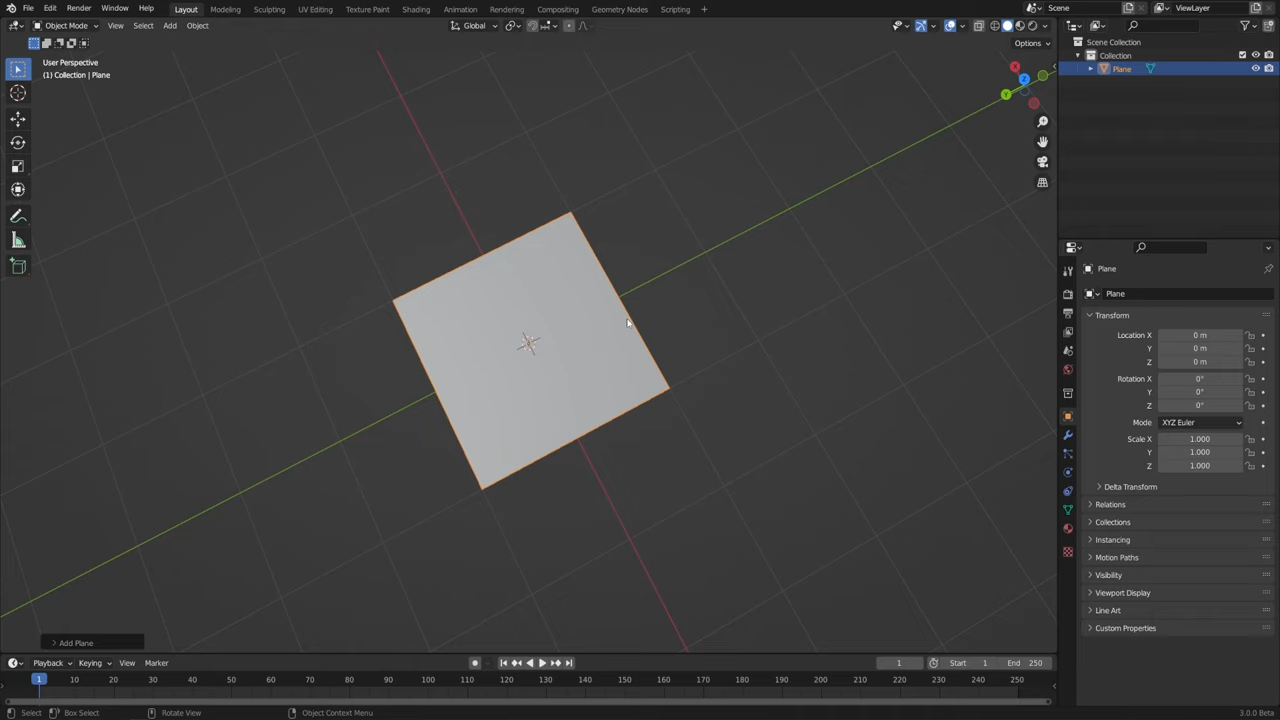 File Edit Render Window Help Layout Modeling Sculpting UV Editing Texture Paint Shading Animation Rendering Compositing Geometry Nodes Scripting + Scene ViewLayer
Object Mode View Select Add Object Global
Options
User Perspective
(1) Collection | Plane
X
Y
Z
Scene Collection
Collection
Plane
Plane
Plane
Transform
Location X 0 m
Y 0 m
Z 0 m
Rotation X 0°
Y 0°
Z 0°
Mode XYZ Euler
Scale X 1.000
Y 1.000
Z 1.000
Delta Transform
Relations
Collections
Instancing
Motion Paths
Visibility
Viewport Display
Line Art
Custom Properties
Add Plane
Playback Keying View Marker 1 Start 1 End 250
1 10 20 30 40 50 60 70 80 90 100 110 120 130 140 150 160 170 180 190 200 210 220 230 240 250
Select Box Select Rotate View Object Context Menu 3.0.0 Beta